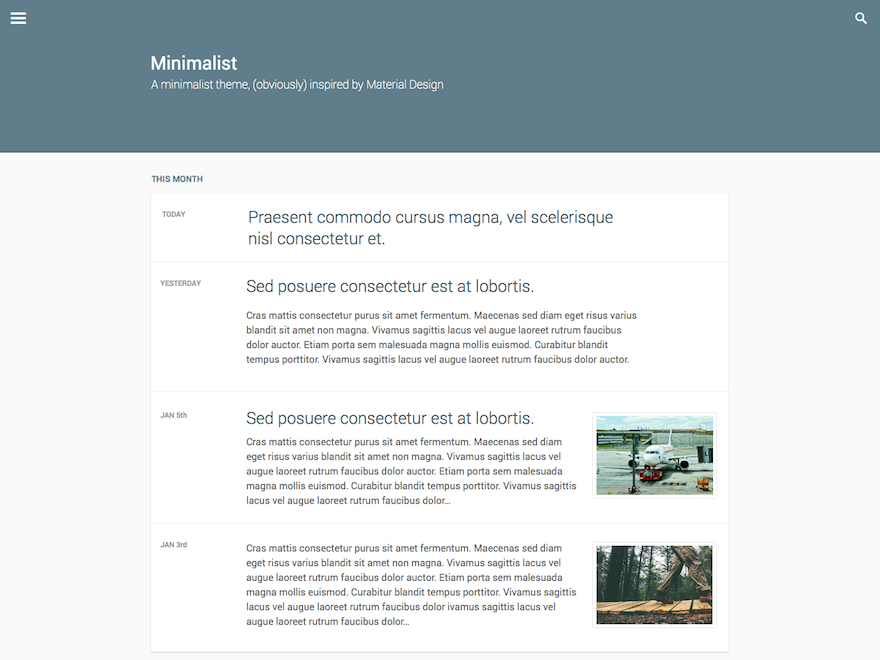 Minimalist
A minimalist theme, (obviously) inspired by Material Design
THIS MONTH
TODAY
Praesent commodo cursus magna, vel scelerisque
nisl consectetur et.
YESTERDAY
Sed posuere consectetur est at lobortis.
Cras mattis consectetur purus sit amet fermentum. Maecenas sed diam eget risus varius
blandit sit amet non magna. Vivamus sagittis lacus vel augue laoreet rutrum faucibus
dolor auctor. Etiam porta sem malesuada magna mollis euismod. Curabitur blandit
tempus porttitor. Vivamus sagittis lacus vel augue laoreet rutrum faucibus dolor auctor.
JAN 5th
Sed posuere consectetur est at lobortis.
Cras mattis consectetur purus sit amet fermentum. Maecenas sed diam
eget risus varius blandit sit amet non magna. Vivamus sagittis lacus vel
augue laoreet rutrum faucibus dolor auctor. Etiam porta sem malesuada
magna mollis euismod. Curabitur blandit tempus porttitor. Vivamus sagittis
lacus vel augue laoreet rutrum faucibus dolor…
JAN 3rd
Cras mattis consectetur purus sit amet fermentum. Maecenas sed diam
eget risus varius blandit sit amet non magna. Vivamus sagittis lacus vel
augue laoreet rutrum faucibus dolor auctor. Etiam porta sem malesuada
magna mollis euismod. Curabitur blandit tempus porttitor. Vivamus sagittis
lacus vel augue laoreet rutrum faucibus dolor ivamus sagittis lacus vel
augue laoreet rutrum faucibus dolor…